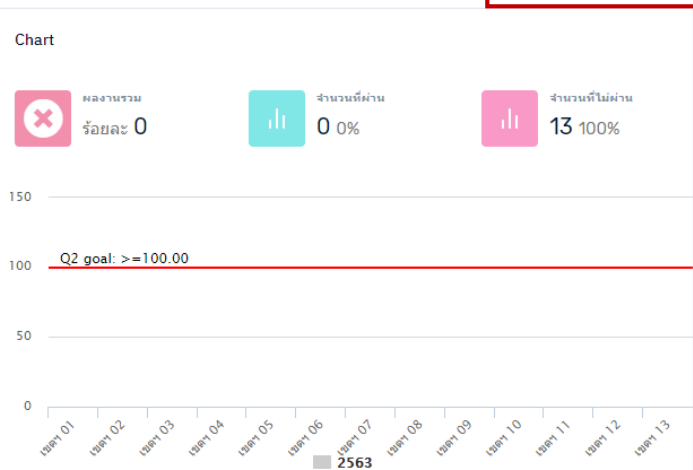 Chart
ผลงานรวม
ร้อยละ 0
จำนวนที่ผ่าน
0 0%
จำนวนที่ไม่ผ่าน
13 100%
150
Q2 goal: >=100.00
100
50
0
เขตฯ 01
เขตฯ 02
เขตฯ 03
เขตฯ 04
เขตฯ 05
เขตฯ 06
เขตฯ 07
เขตฯ 08
เขตฯ 09
เขตฯ 10
เขตฯ 11
เขตฯ 12
เขตฯ 13
2563